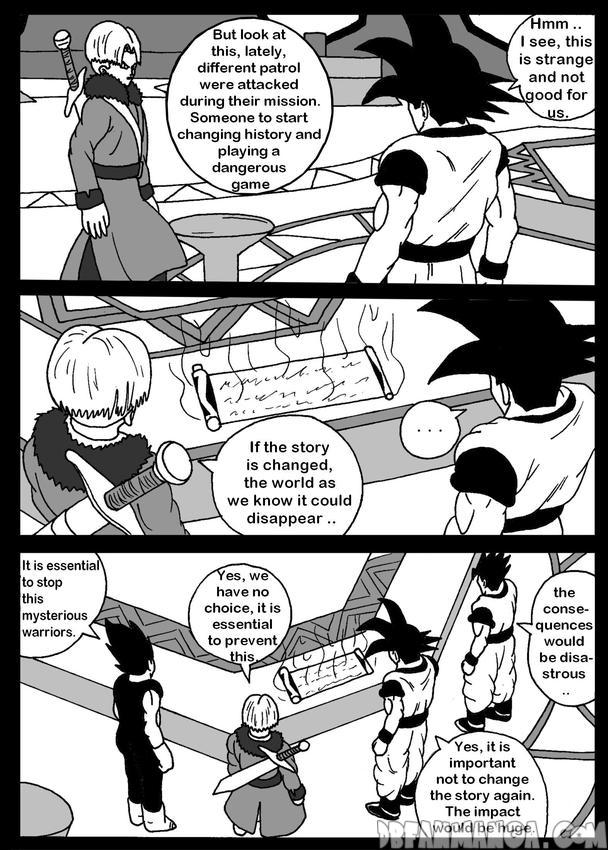 But look at
this, lately,
different patrol
were attacked
during their mission.
Someone to start
changing history and
playing a
dangerous
game
Hmm ..
I see, this
is strange
and not
good for
us.
If the story
is changed,
the world as
we know it could
disappear ..
....
It is essential
to stop
this
mysterious
warriors.
Yes, we
have no
choice, it is
essential
to prevent
this
the
conse-
quences
would
be disa-
strous
..
Yes, it is
important
not to change
the story again.
The impact
would be huge.
DBFANMANGA.COM